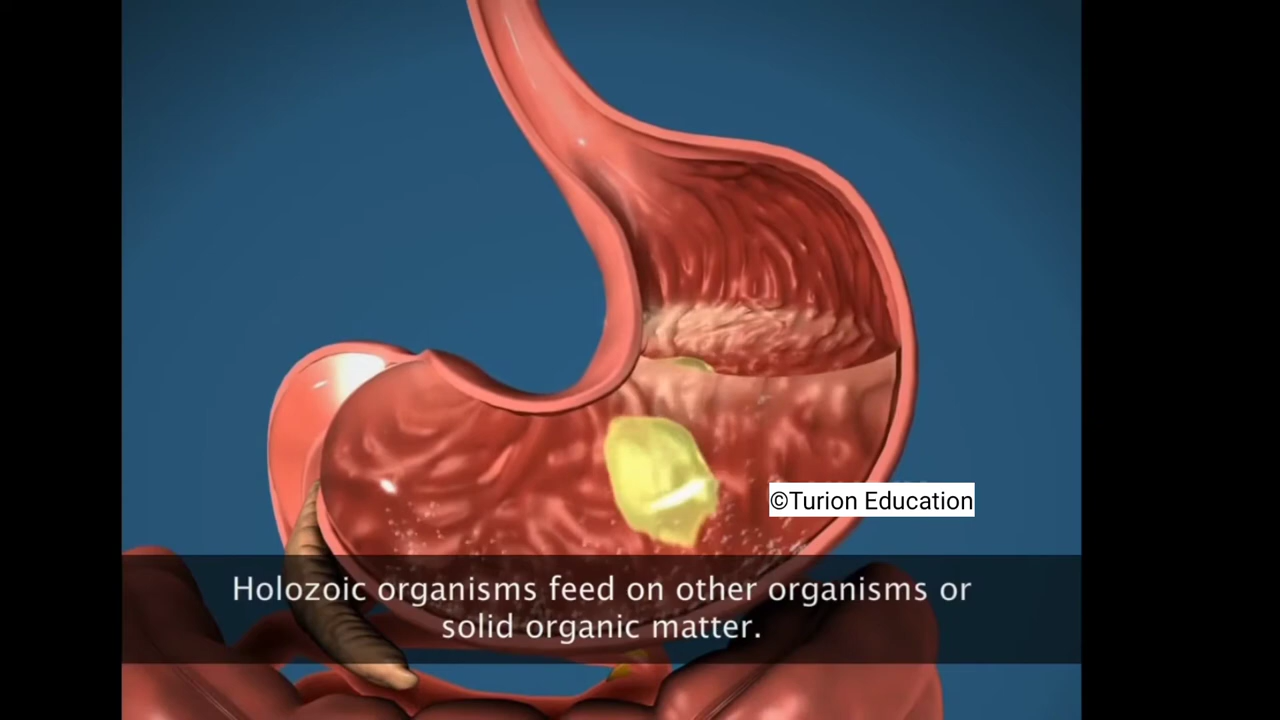 ©Turion Education
Holozoic organisms feed on other organisms or
solid organic matter.